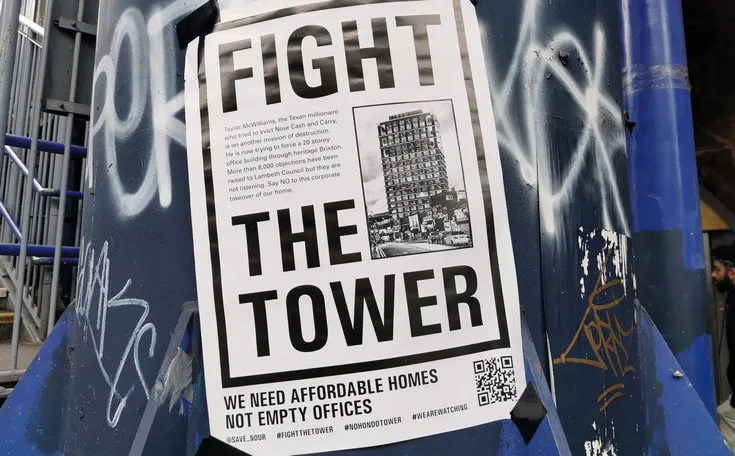 FIGHT
Taylor McWilliams, the Texan millionaire
who tried to evict Nour Cash and Carry,
is on another mission of destruction.
He is now trying to force a 20 storey
office building through heritage Brixton.
More than 8,000 objections have been
raised to Lambeth Council but they are
not listening. Say NO to this corporate
takeover of our home.
THE
TOWER
WE NEED AFFORDABLE HOMES
NOT EMPTY OFFICES
@SAVE_NOUR #FIGHTTHETOWER #NOHONDOTOWER #WEAREWATCHING